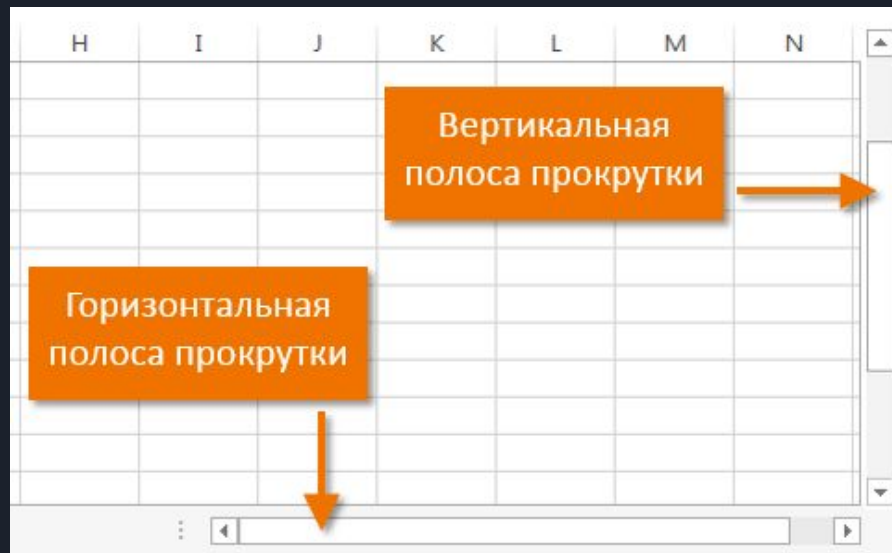 H I J K L M N
Вертикальная
полоса прокрутки
Горизонтальная
полоса прокрутки